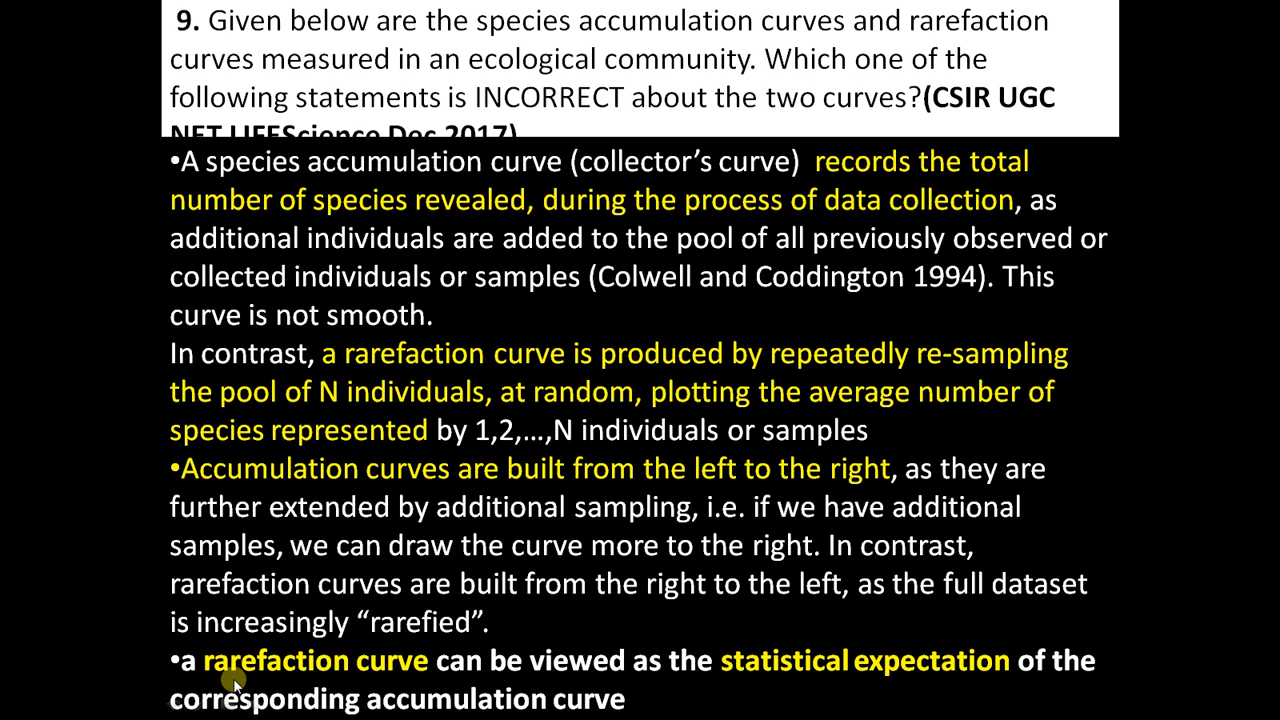 9. Given below are the species accumulation curves and rarefaction
curves measured in an ecological community. Which one of the
following statements is INCORRECT about the two curves?(CSIR UGC
NET LIFEScience Dec 2017)
•A species accumulation curve (collector’s curve) records the total
number of species revealed, during the process of data collection, as
additional individuals are added to the pool of all previously observed or
collected individuals or samples (Colwell and Coddington 1994). This
curve is not smooth.
In contrast, a rarefaction curve is produced by repeatedly re-sampling
the pool of N individuals, at random, plotting the average number of
species represented by 1,2,…,N individuals or samples
•Accumulation curves are built from the left to the right, as they are
further extended by additional sampling, i.e. if we have additional
samples, we can draw the curve more to the right. In contrast,
rarefaction curves are built from the right to the left, as the full dataset
is increasingly “rarefied”.
•a rarefaction curve can be viewed as the statistical expectation of the
corresponding accumulation curve